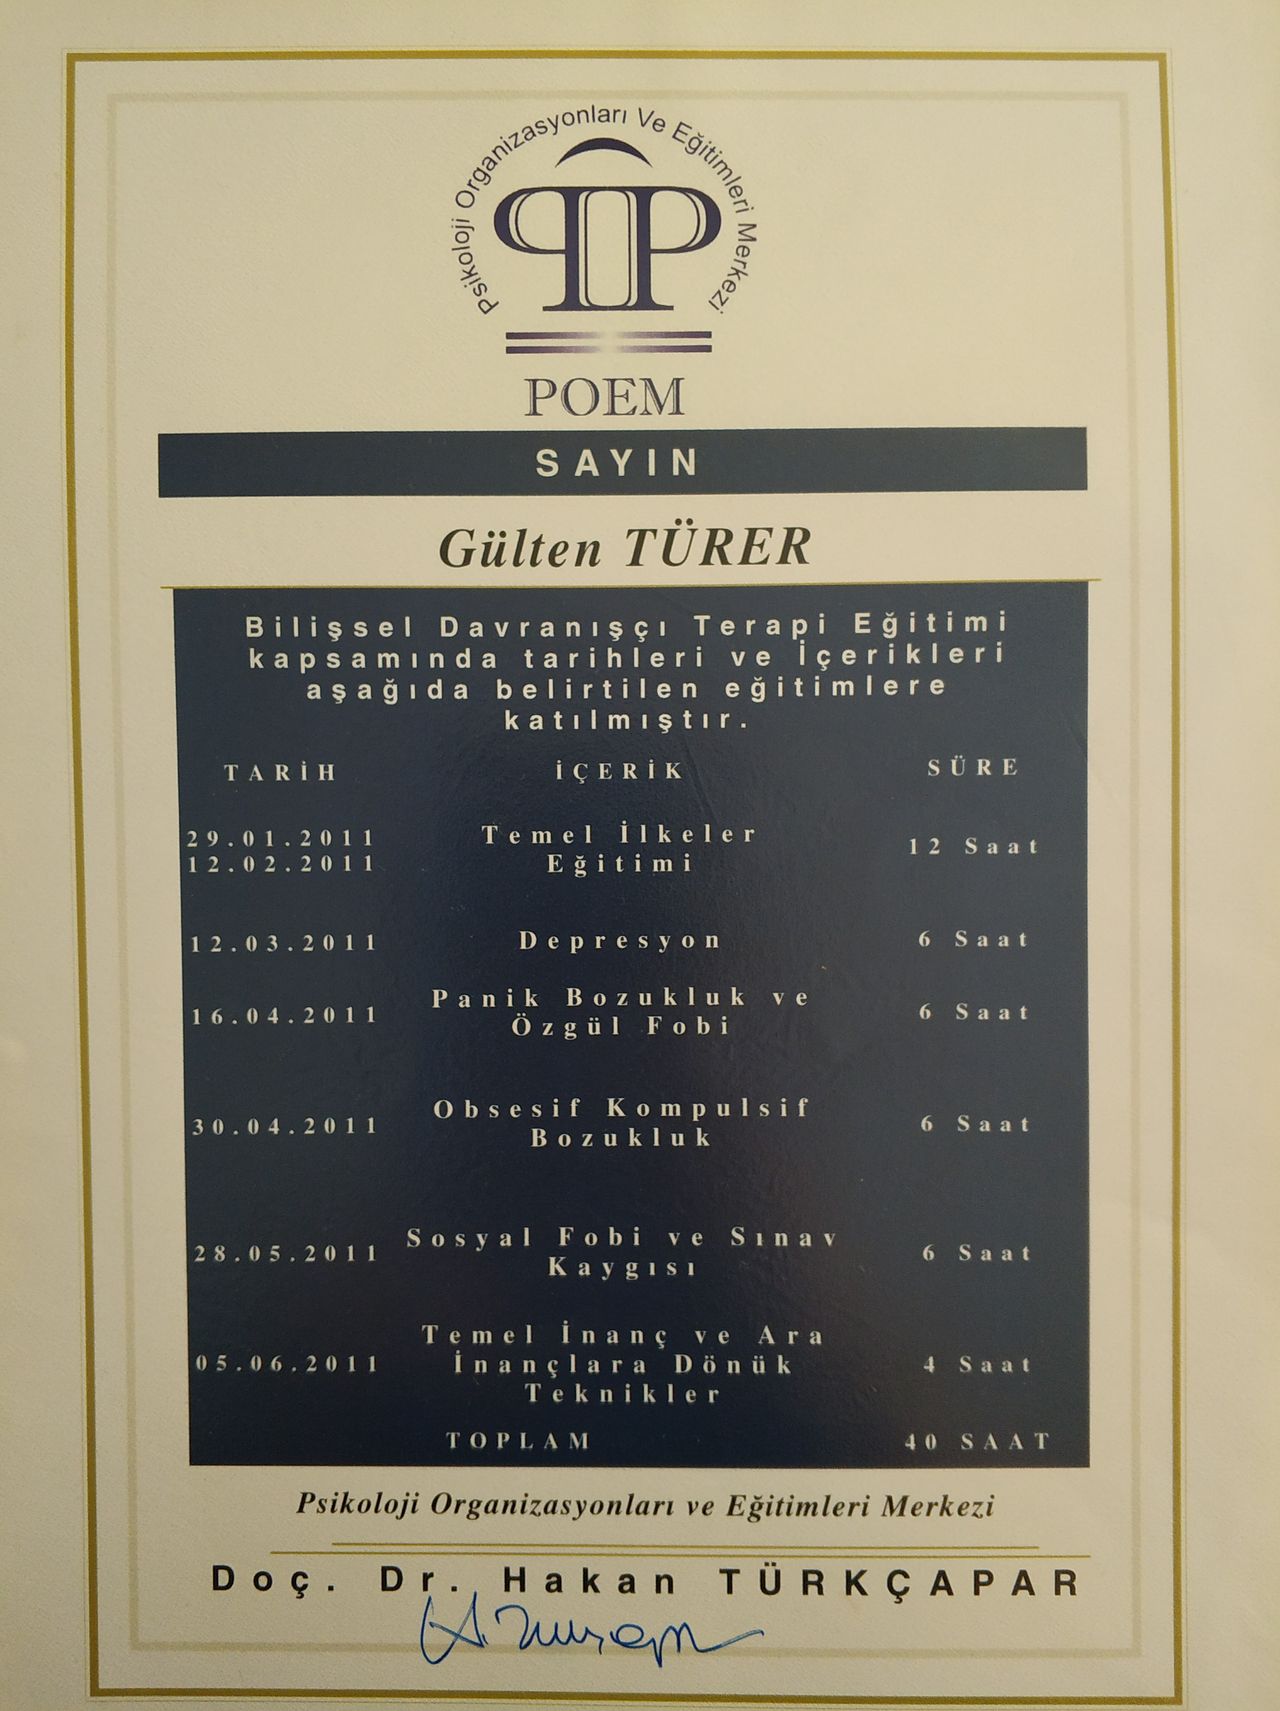 Psikoloji Organizasyonları Ve Eğitimleri Merkezi
POEM
SAYIN
Gülten TÜRER
Bilişsel Davranışçı Terapi Eğitimi
kapsamında tarihleri ve İçerikleri
aşağıda belirtilen eğitimlere
katılmıştır.
TARİH İÇERİK SÜRE
29.01.2011
12.02.2011
Temel İlkeler
Eğitimi
12 Saat
12.03.2011 Depresyon 6 Saat
16.04.2011
Panik Bozukluk ve
Özgül Fobi
6 Saat
30.04.2011
Obsesif Kompulsif
Bozukluk
6 Saat
28.05.2011
Sosyal Fobi ve Sınav
Kaygısı
6 Saat
05.06.2011
Temel İnanç ve Ara
İnançlara Dönük
Teknikler
4 Saat
TOPLAM 40 SAAT
Psikoloji Organizasyonları ve Eğitimleri Merkezi
Doç. Dr. Hakan TÜRKÇAPAR